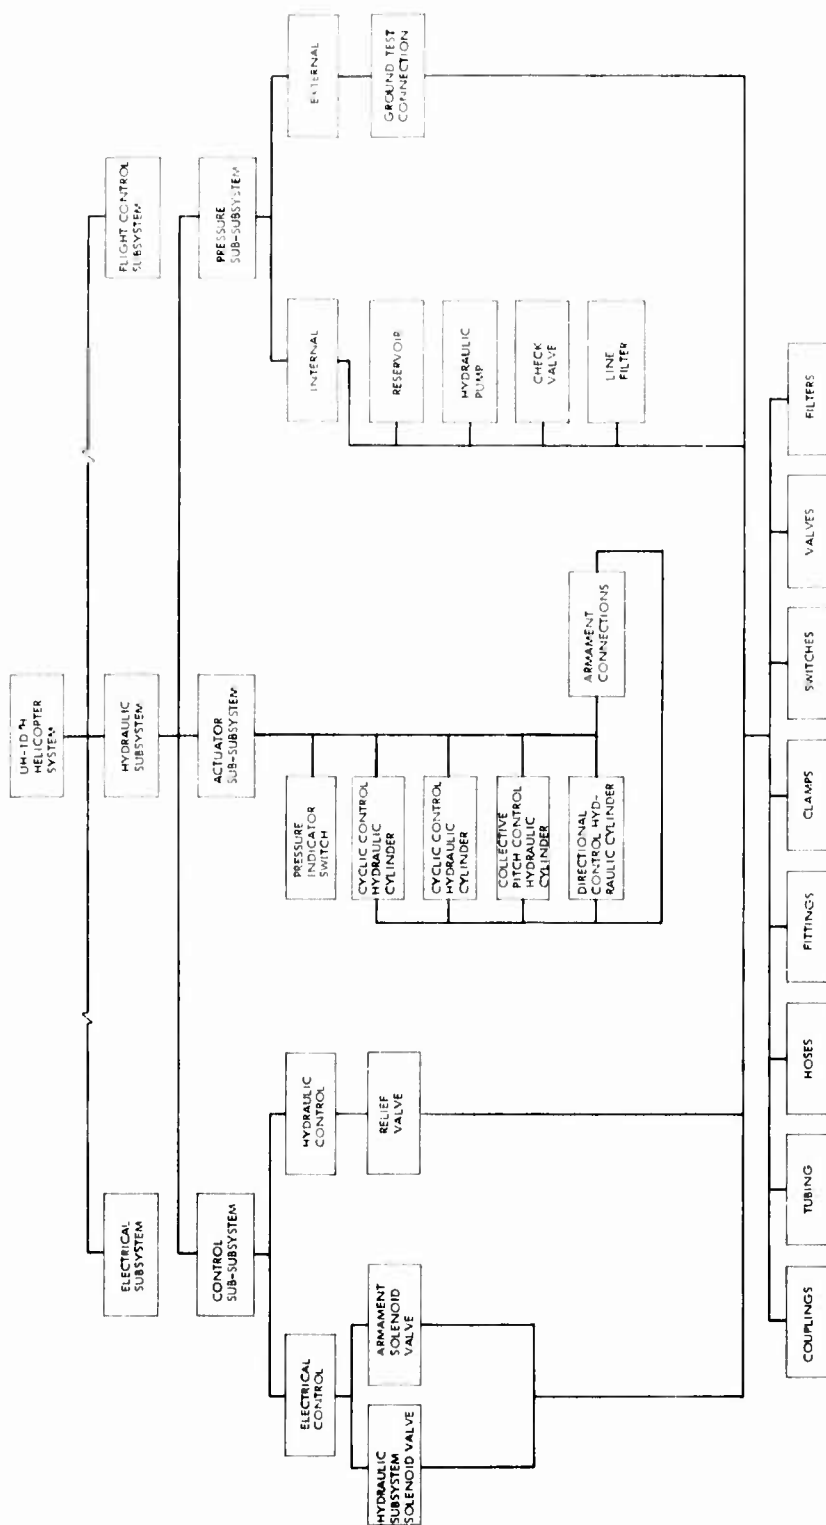 UH-1D/H
HELICOPTER
SYSTEM
ELECTRICAL
SUBSYSTEM
HYDRAULIC
SUBSYSTEM
FLIGHT CONTROL
SUBSYSTEM
CONTROL
SUB-SUBSYSTEM
ACTUATOR
SUB-SUBSYSTEM
PRESSURE
SUB-SUBSYSTEM
ELECTRICAL
CONTROL
HYDRAULIC
CONTROL
PRESSURE
INDICATOR
SWITCH
INTERNAL
EXTERNAL
HYDRAULIC
SUBSYSTEM
SOLENOID VALVE
ARMAMENT
SOLENOID
VALVE
RELIEF
VALVE
CYCLIC CONTROL
HYDRAULIC
CYLINDER
RESERVOIR
GROUND TEST
CONNECTION
CYCLIC CONTROL
HYDRAULIC
CYLINDER
HYDRAULIC
PUMP
COLLECTIVE
PITCH CONTROL
HYDRAULIC
CYLINDER
CHECK
VALVE
DIRECTIONAL
CONTROL HYD-
RAULIC CYLINDER
ARMAMENT
CONNECTIONS
LINE
FILTER
COUPLINGS
TUBING
HOSES
FITTINGS
CLAMPS
SWITCHES
VALVES
FILTERS